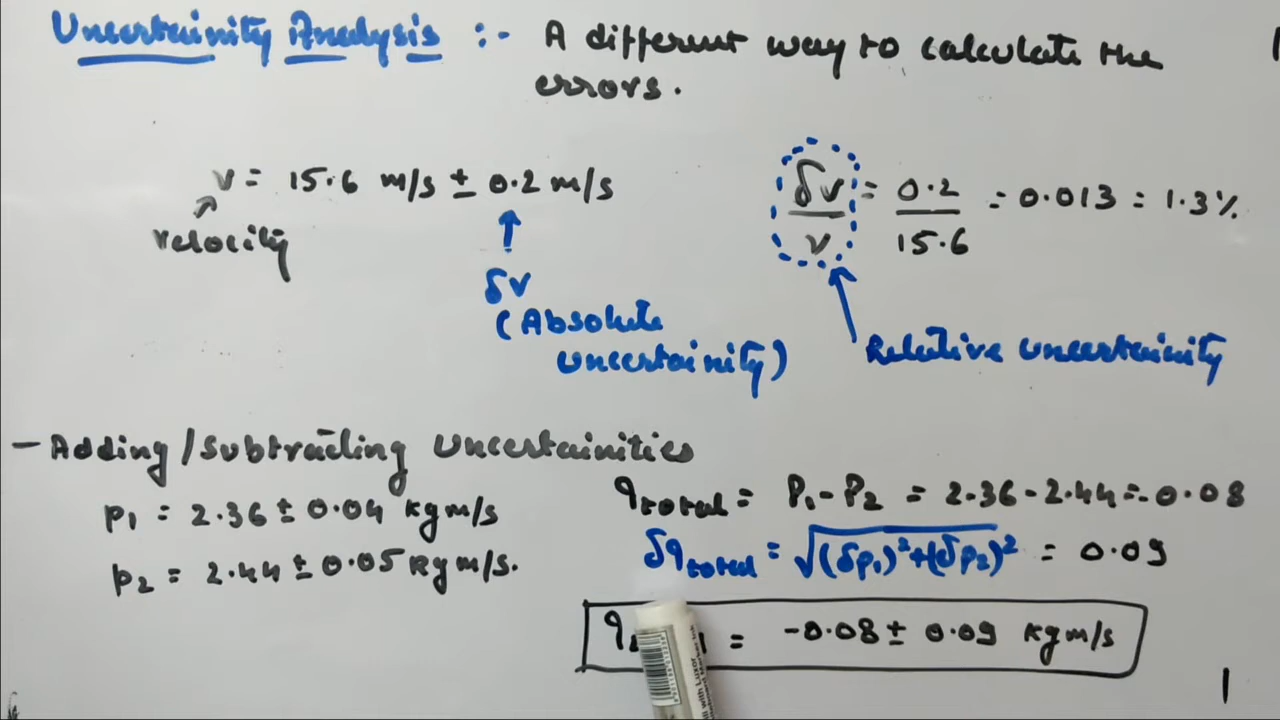 Uncertainity Analysis :- A different way to calculate the
errors.
v = 15.6 m/s ± 0.2 m/s
velocity
δv
(Absolute
uncertainity)
δv/v = 0.2/15.6 = 0.013 = 1.3%
Relative uncertainity
- Adding/Subtracting Uncertainities
p₁ = 2.36 ± 0.04 kgm/s
p₂ = 2.44 ± 0.05 kgm/s.
q_total = P₁ - P₂ = 2.36 - 2.44 = -0.08
δq_total = √(δp₁)² + (δp₂)² = 0.09
q = -0.08 ± 0.09 kgm/s